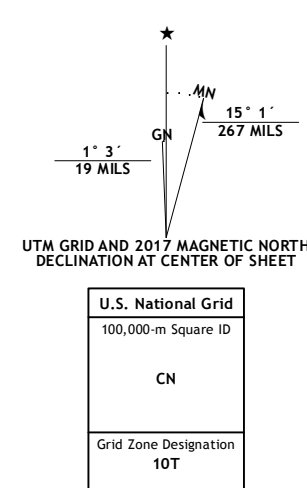 ★
MN
15° 1´
267 MILS
GN
1° 3´
19 MILS
UTM GRID AND 2017 MAGNETIC NORTH
DECLINATION AT CENTER OF SHEET
U.S. National Grid
100,000-m Square ID
CN
Grid Zone Designation
10T